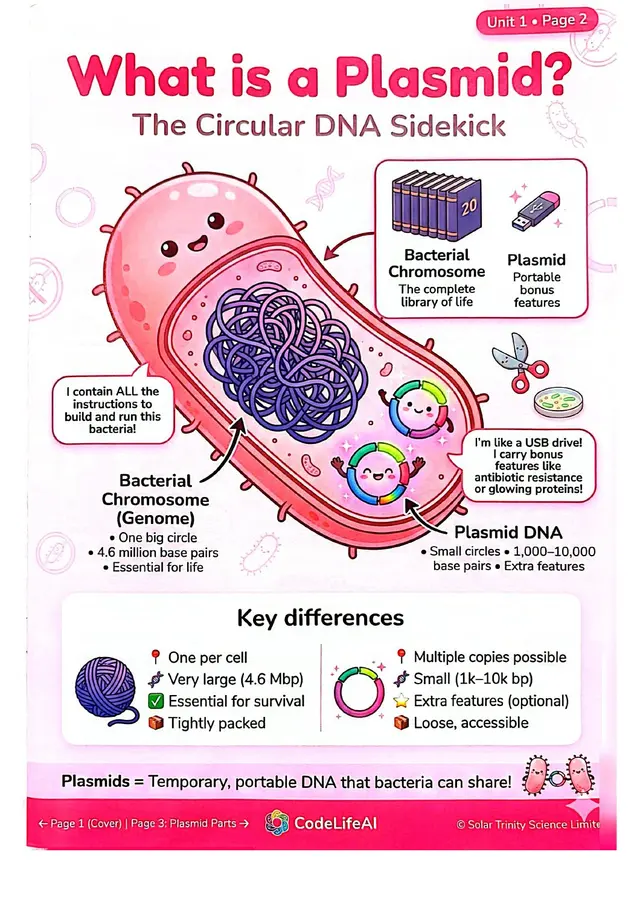 Unit 1 • Page 2
What is a Plasmid?
The Circular DNA Sidekick
20
Bacterial
Chromosome
The complete
library of life
Plasmid
Portable
bonus
features
I contain ALL the
instructions to
build and run this
bacteria!
I'm like a USB drive!
I carry bonus
features like
antibiotic resistance
or glowing proteins!
Bacterial
Chromosome
(Genome)
• One big circle
• 4.6 million base pairs
• Essential for life
Plasmid DNA
• Small circles • 1,000–10,000
base pairs • Extra features
Key differences
One per cell
Very large (4.6 Mbp)
Essential for survival
Tightly packed
Multiple copies possible
Small (1k–10k bp)
Extra features (optional)
Loose, accessible
Plasmids = Temporary, portable DNA that bacteria can share!
← Page 1 (Cover) | Page 3: Plasmid Parts →
CodeLifeAI
© Solar Trinity Science Limite